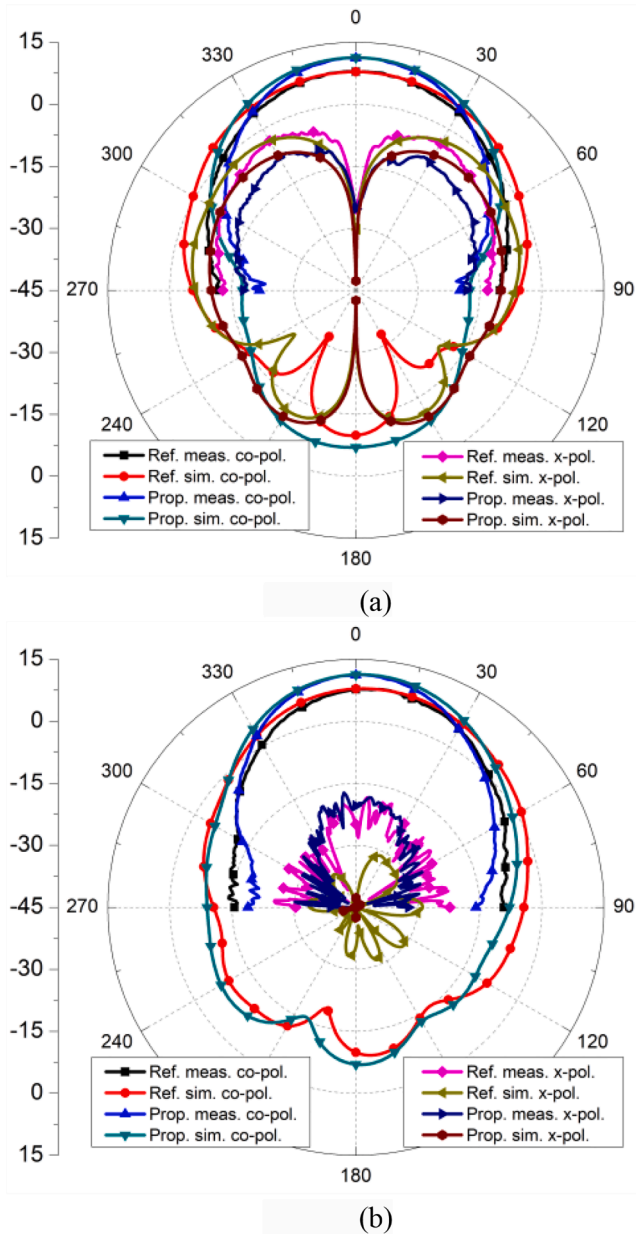 0
15
330
30
0
300
60
-15
-30
-45
270
90
-30
-15
240
120
0
15
Ref. meas. co-pol.
Ref. sim. co-pol.
Prop. meas. co-pol.
Prop. sim. co-pol.
Ref. meas. x-pol.
Ref. sim. x-pol.
Prop. meas. x-pol.
Prop. sim. x-pol.
180
(a)
0
15
330
30
0
300
60
-15
-30
-45
270
90
-30
-15
240
120
0
15
Ref. meas. co-pol.
Ref. sim. co-pol.
Prop. meas. co-pol.
Prop. sim. co-pol.
Ref. meas. x-pol.
Ref. sim. x-pol.
Prop. meas. x-pol.
Prop. sim. x-pol.
180
(b)